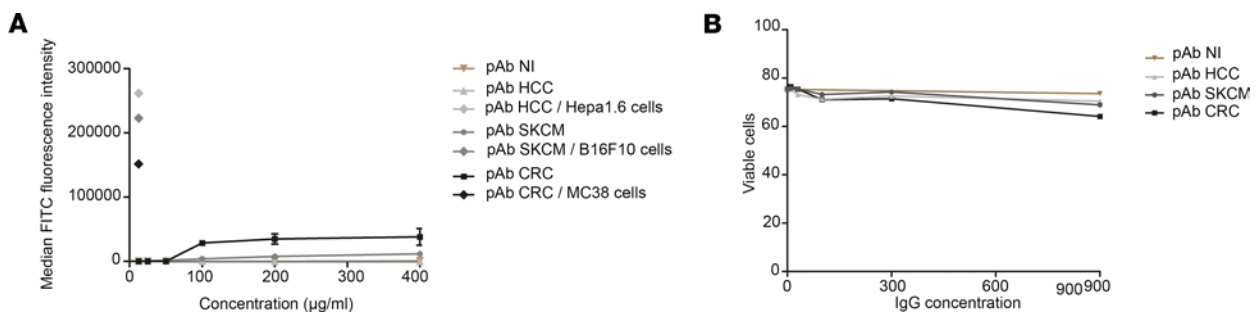 A
Median FITC fluorescence intensity
300000
200000
100000
0
0
100
200
300
400
Concentration (µg/ml)
pAb NI
pAb HCC
pAb HCC / Hepa1.6 cells
pAb SKCM
pAb SKCM / B16F10 cells
pAb CRC
pAb CRC / MC38 cells
B
Viable cells
100
80
60
40
20
0
0
300
600
900
900
IgG concentration
pAb NI
pAb HCC
pAb SKCM
pAb CRC